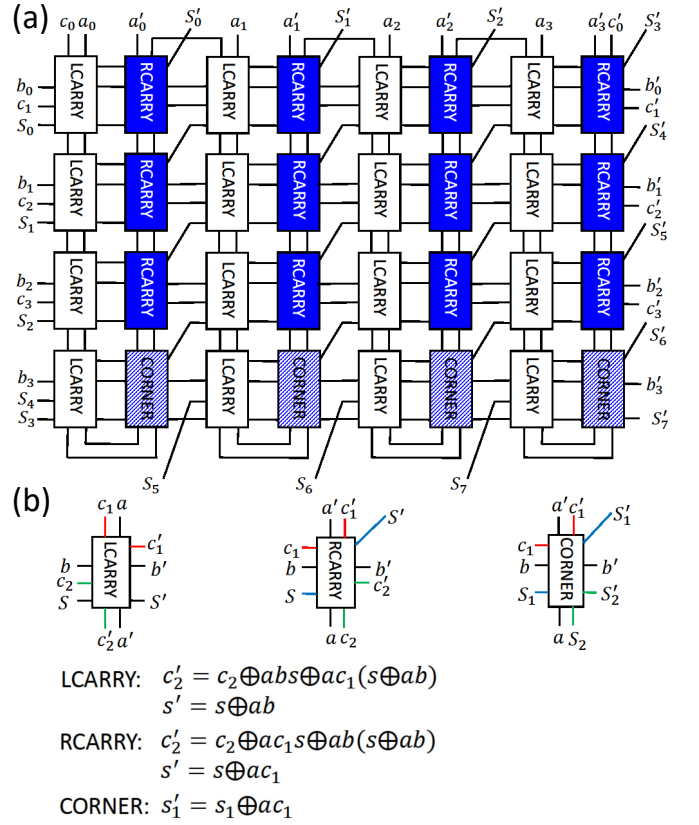 (a)
c₀ a₀ a′₀ S′₀ a₁ a′₁ S′₁ a₂ a′₂ S′₂ a₃ a′₃ c′₀ S′₃
LCARRY RCARRY LCARRY RCARRY LCARRY RCARRY LCARRY RCARRY
b₀ b′₀
c₁ c′₁
S₀ S′₄
LCARRY RCARRY LCARRY RCARRY LCARRY RCARRY LCARRY RCARRY
b₁ b′₁
c₂ c′₂
S₁ S′₅
LCARRY RCARRY LCARRY RCARRY LCARRY RCARRY LCARRY RCARRY
b₂ b′₂
c₃ c′₃
S₂ S′₆
LCARRY CORNER LCARRY CORNER LCARRY CORNER LCARRY CORNER
b₃ b′₃
S₄
S₃ S′₇
S₅ S₆ S₇
(b)
c₁ a a′ c′₁ S′ a′ c′₁ S′₁
LCARRY RCARRY CORNER
c′₁ c₁ c₁
b b′ b b′ b b′
c₂ c′₂
S S′ S S₁ S′₂
c′₂ a′ a c₂ a S₂
LCARRY: c′₂ = c₂⊕abs⊕ac₁(s⊕ab)
s′ = s⊕ab
RCARRY: c′₂ = c₂⊕ac₁s⊕ab(s⊕ab)
s′ = s⊕ac₁
CORNER: s′₁ = s₁⊕ac₁